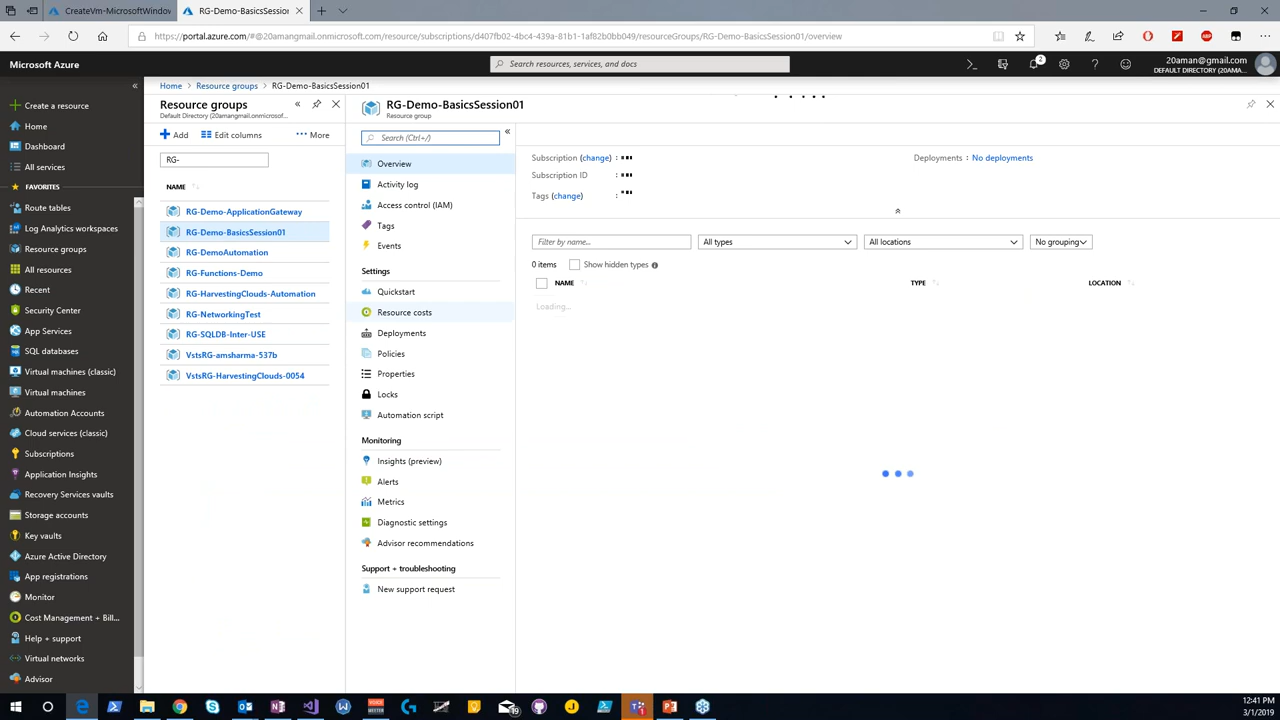 CreateVm-MicrosoftWindow
RG-Demo-BasicsSession01
https://portal.azure.com/#@20amangmail.onmicrosoft.com/resource/subscriptions/d407fb02-4bc4-439a-81b1-1af82b0bb049/resourceGroups/RG-Demo-BasicsSession01/overview
Microsoft Azure
Search resources, services, and docs
2
20aman@gmail.com
DEFAULT DIRECTORY (20AMA...
Home
Resource groups
RG-Demo-BasicsSession01
Create a resource
Home
Dashboard
All services
FAVORITES
Route tables
Log Analytics workspaces
Resource groups
All resources
Recent
Security Center
App Services
SQL databases
Virtual machines (classic)
Virtual machines
Automation Accounts
Cloud services (classic)
Subscriptions
Application Insights
Recovery Services vaults
Storage accounts
Key vaults
Azure Active Directory
App registrations
Monitor
Cost Management + Bill...
Help + support
Virtual networks
Advisor
Resource groups
Default Directory (20amangmail.onmicrosof...
Add
Edit columns
More
RG-
NAME
RG-Demo-ApplicationGateway
RG-Demo-BasicsSession01
RG-DemoAutomation
RG-Functions-Demo
RG-HarvestingClouds-Automation
RG-NetworkingTest
RG-SQLDB-Inter-USE
VstsRG-amsharma-537b
VstsRG-HarvestingClouds-0054
RG-Demo-BasicsSession01
Resource group
Search (Ctrl+/)
Overview
Activity log
Access control (IAM)
Tags
Events
Settings
Quickstart
Resource costs
Deployments
Policies
Properties
Locks
Automation script
Monitoring
Insights (preview)
Alerts
Metrics
Diagnostic settings
Advisor recommendations
Support + troubleshooting
New support request
Subscription (change) :
Subscription ID :
Tags (change) :
Deployments : No deployments
Filter by name...
All types
All locations
No grouping
0 items
Show hidden types
NAME
TYPE
LOCATION
Loading...
19
12:41 PM
3/1/2019